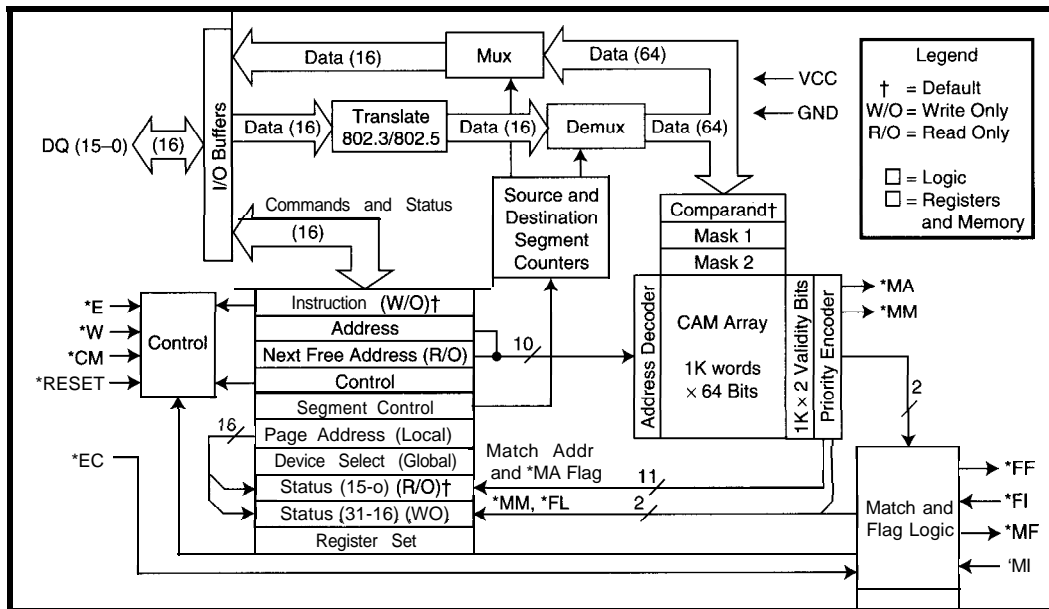 Data (16)
Mux
Data (64)
VCC
GND
Legend
† = Default
W/O = Write Only
R/O = Read Only
= Logic
= Registers
and Memory
DQ (15–0)
(16)
I/O Buffers
Data (16)
Translate
802.3/802.5
Data (16)
Demux
Data (64)
Commands and Status
(16)
Source and
Destination
Segment
Counters
Comparand†
Mask 1
Mask 2
*E
*W
*CM
*RESET
Control
Instruction (W/O)†
Address
Next Free Address (R/O)
Control
Segment Control
Page Address (Local)
Device Select (Global)
Status (15-o) (R/O)†
Status (31-16) (WO)
Register Set
16
10
Address Decoder
CAM Array
1K words
× 64 Bits
1K × 2 Validity Bits
Priority Encoder
*MA
*MM
2
*EC
Match Addr
and *MA Flag
11
*MM, *FL
2
Match and
Flag Logic
*FF
*FI
*MF
'MI